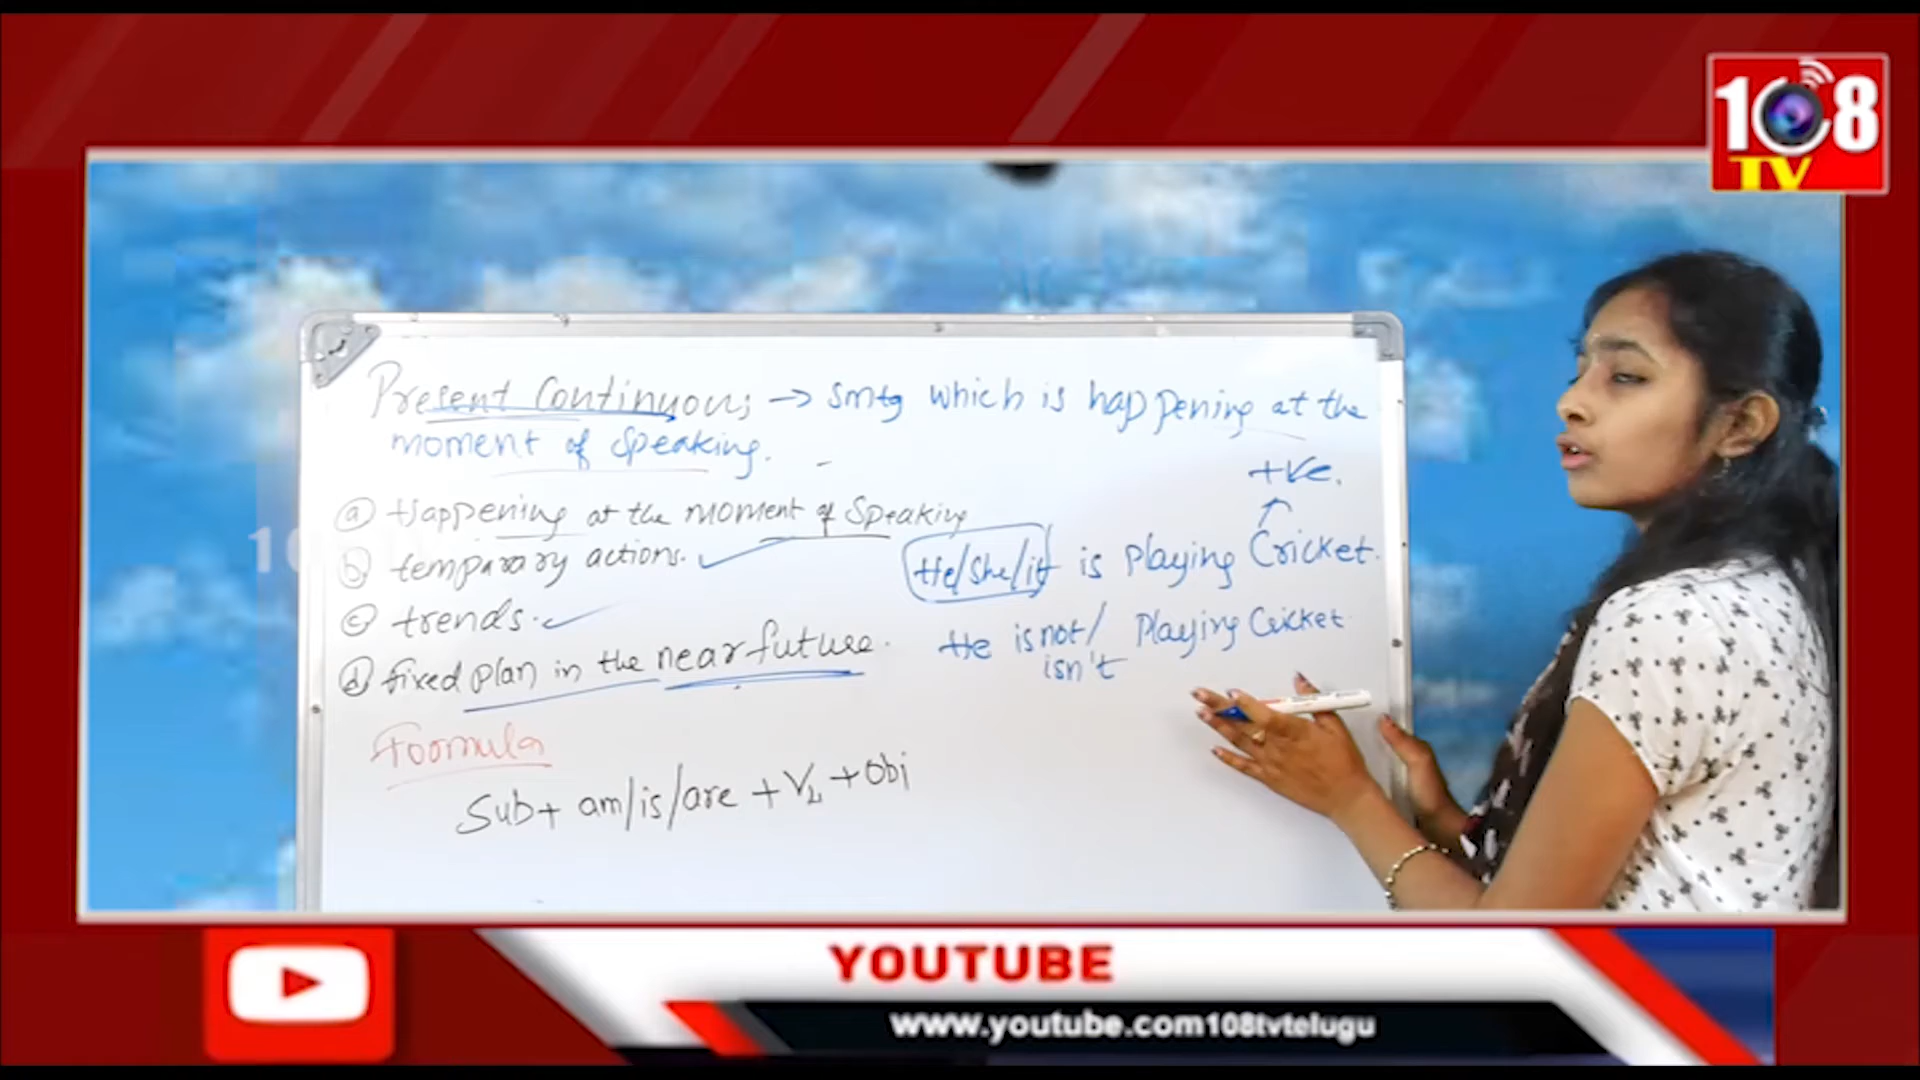 108
TV
Present Continuous; → Smtg which is happening at the
moment of speaking.
+ve.
ⓐ Happening at the moment of Speaking
He/she/it is playing Cricket.
ⓑ temparary actions.
ⓒ trends.
He is not/ Playing Cricket
isn't
ⓓ fixed plan in the near future.
Formula
Sub+ am/is/are +V4 +Obj
YOUTUBE
www.youtube.com108tvtelugu